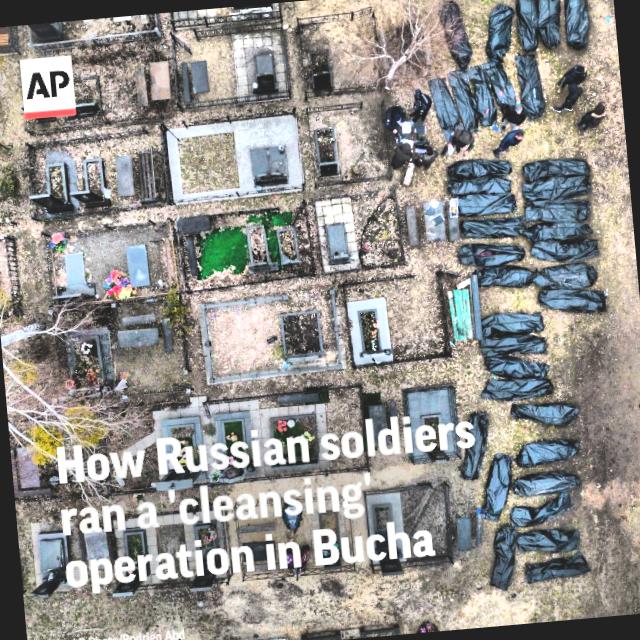 AP
How Russian soldiers
ran a 'cleansing'
operation in Bucha